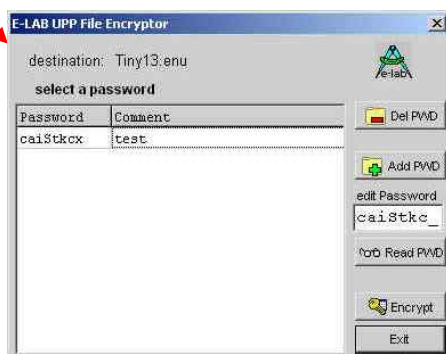 E-LAB UPP File Encryptor
destination: Tiny13.enu
/e-lab\
select a password
Password Comment
caiStkcx test
Del PWD
Add PWD
edit Password
caiStkc_
Read PWD
Encrypt
Exit